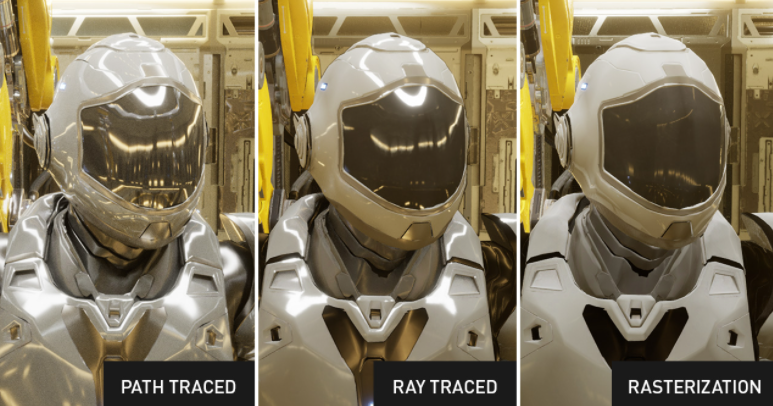 PATH TRACED
RAY TRACED
RASTERIZATION